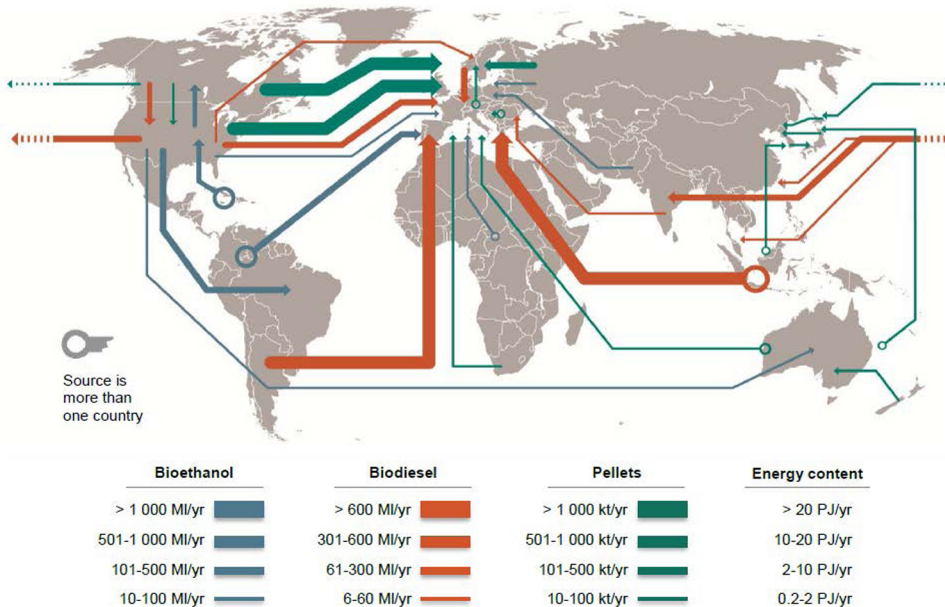 Source is
more than
one country
Bioethanol Biodiesel Pellets Energy content
> 1 000 Ml/yr > 600 Ml/yr > 1 000 kt/yr > 20 PJ/yr
501-1 000 Ml/yr 301-600 Ml/yr 501-1 000 kt/yr 10-20 PJ/yr
101-500 Ml/yr 61-300 Ml/yr 101-500 kt/yr 2-10 PJ/yr
10-100 Ml/yr 6-60 Ml/yr 10-100 kt/yr 0.2-2 PJ/yr